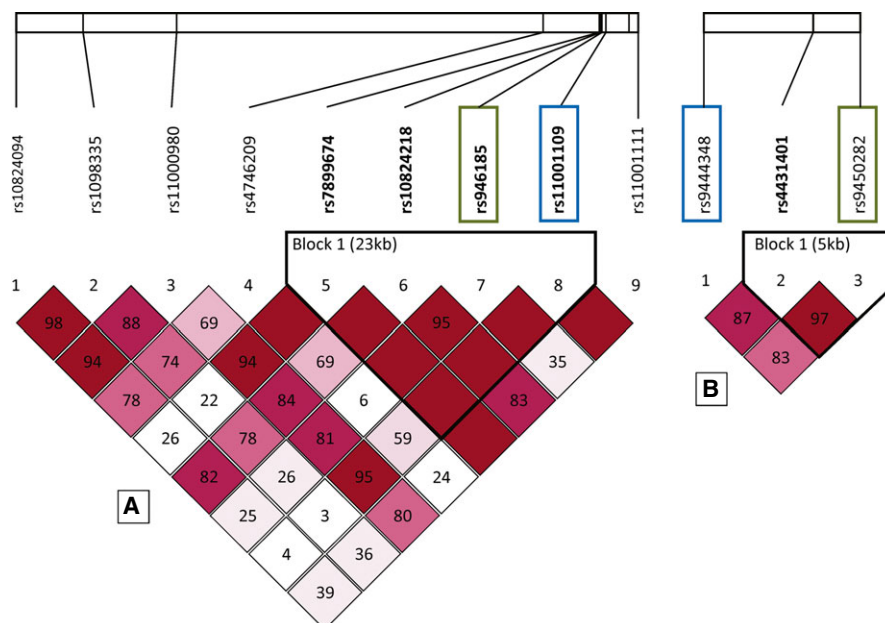 rs10824094
rs1098335
rs11000980
rs4746209
rs7899674
rs10824218
rs946185
rs11001109
rs11001111
rs9444348
rs4431401
rs9450282
Block 1 (23kb)
Block 1 (5kb)
1 2 3 4 5 6 7 8 9
1 2 3
98 88 69 95
87 97
94 74 94 69 35
83
78 22 84 6 83
B
26 78 81 59
82 26 95 24
A
25 3 80
4 36
39